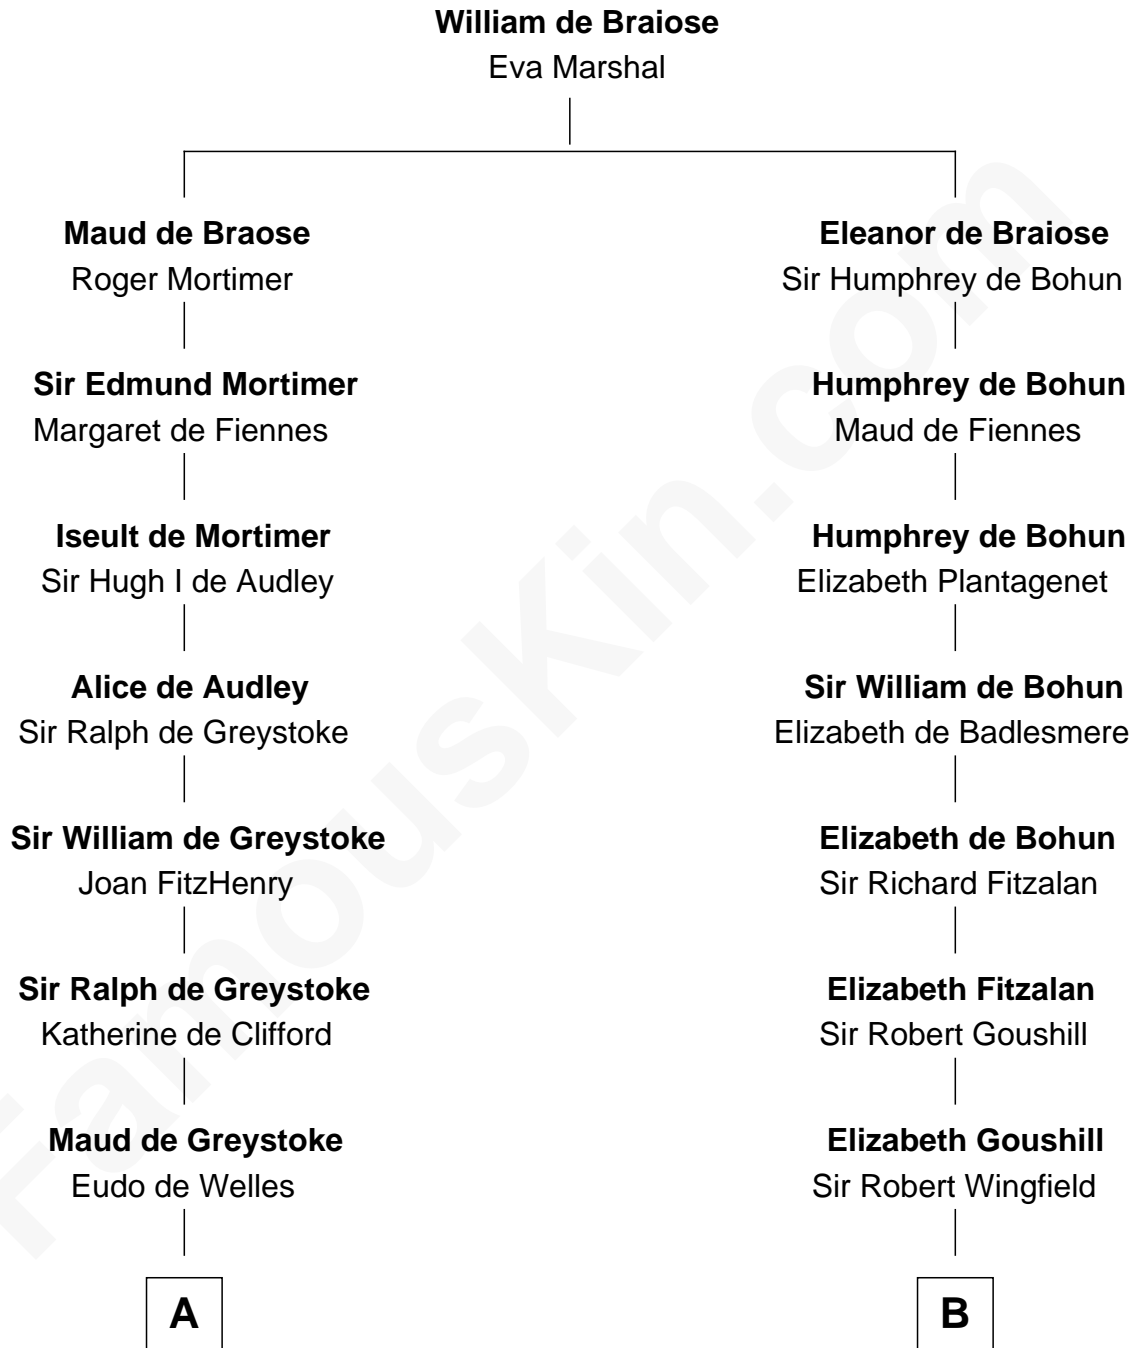 William de Braiose
Eva Marshal
Maud de Braose
Roger Mortimer
Eleanor de Braiose
Sir Humphrey de Bohun
Sir Edmund Mortimer
Margaret de Fiennes
Humphrey de Bohun
Maud de Fiennes
Iseult de Mortimer
Sir Hugh I de Audley
Humphrey de Bohun
Elizabeth Plantagenet
Alice de Audley
Sir Ralph de Greystoke
Sir William de Bohun
Elizabeth de Badlesmere
Sir William de Greystoke
Joan FitzHenry
Elizabeth de Bohun
Sir Richard Fitzalan
Sir Ralph de Greystoke
Katherine de Clifford
Elizabeth Fitzalan
Sir Robert Goushill
Maud de Greystoke
Eudo de Welles
Elizabeth Goushill
Sir Robert Wingfield
A
B
FamousKin.com